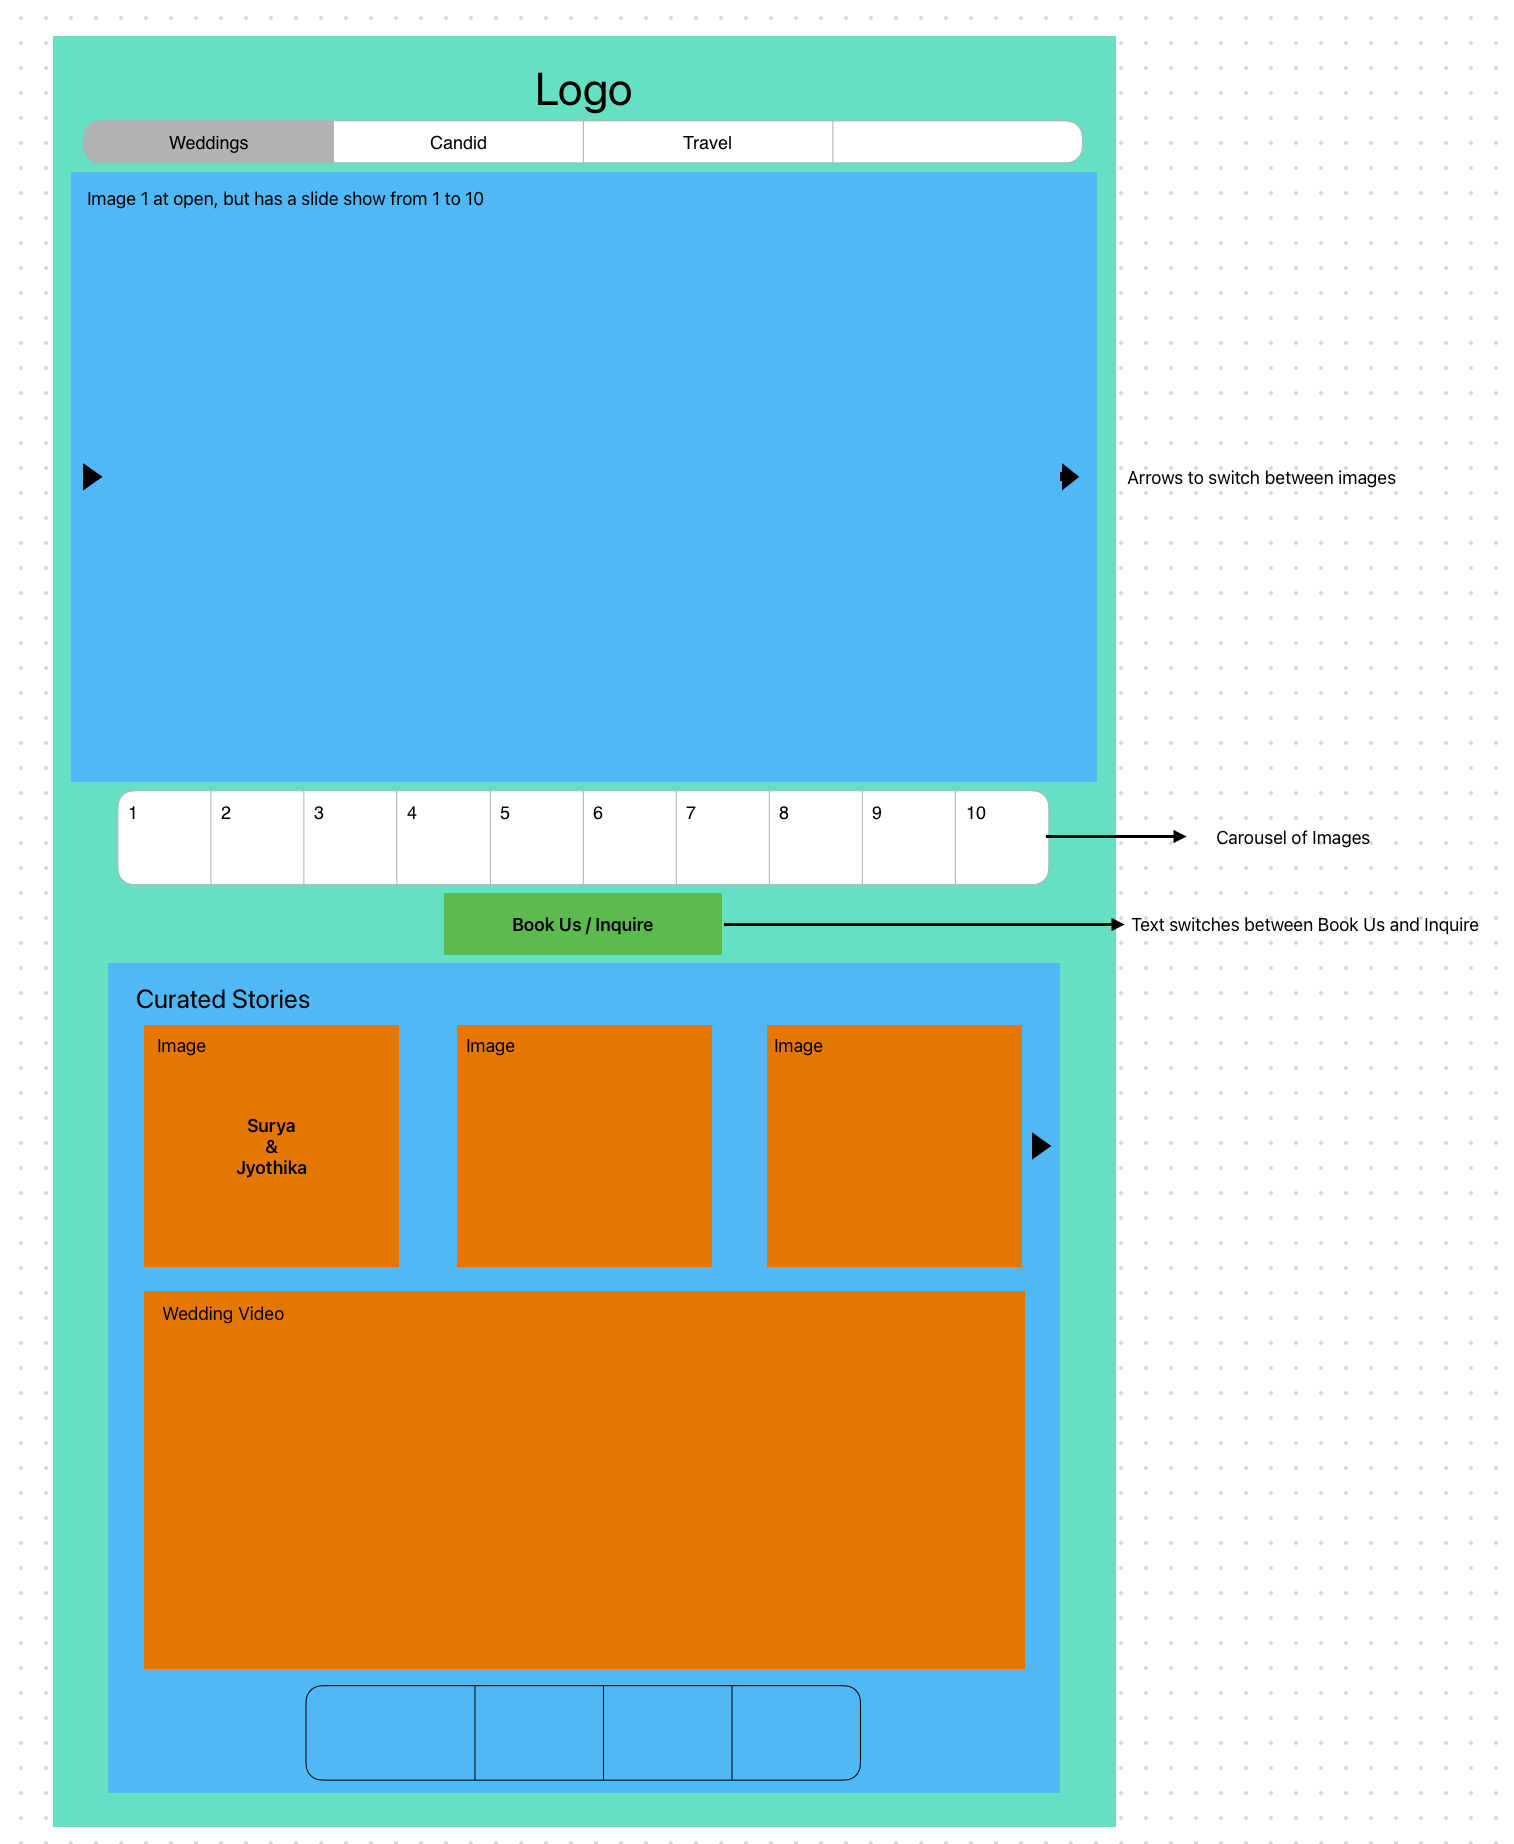 Logo
Weddings
Candid
Travel
Image 1 at open, but has a slide show from 1 to 10
Arrows to switch between images
1
2
3
4
5
6
7
8
9
10
Carousel of Images
Book Us / Inquire
Text switches between Book Us and Inquire
Curated Stories
Image
Surya
&
Jyothika
Image
Image
Wedding Video